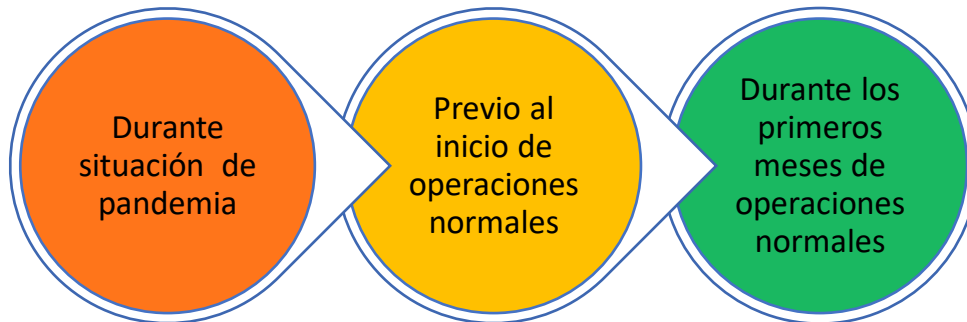 Durante
situación de
pandemia
Previo al
inicio de
operaciones
normales
Durante los
primeros
meses de
operaciones
normales